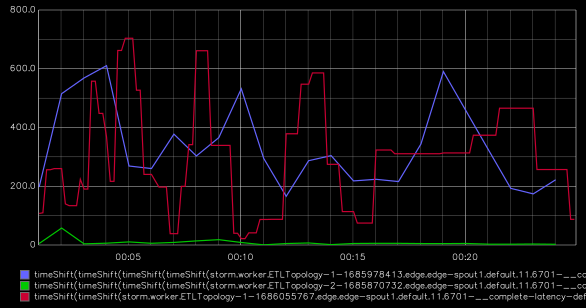 800.0
600.0
400.0
200.0
0
00:05 00:10 00:15 00:20
timeShift(timeShift(timeShift(timeShift(storm.worker.ETLTopology-1-1685978413.edge.edge-spout1.default.11.6701-__co
timeShift(timeShift(timeShift(timeShift(storm.worker.ETLTopology-2-1685870732.edge.edge-spout1.default.11.6701-__co
timeShift(timeShift(storm.worker.ETLTopology-1-1686055767.edge.edge-spout1.default.11.6701-__complete-latency-de